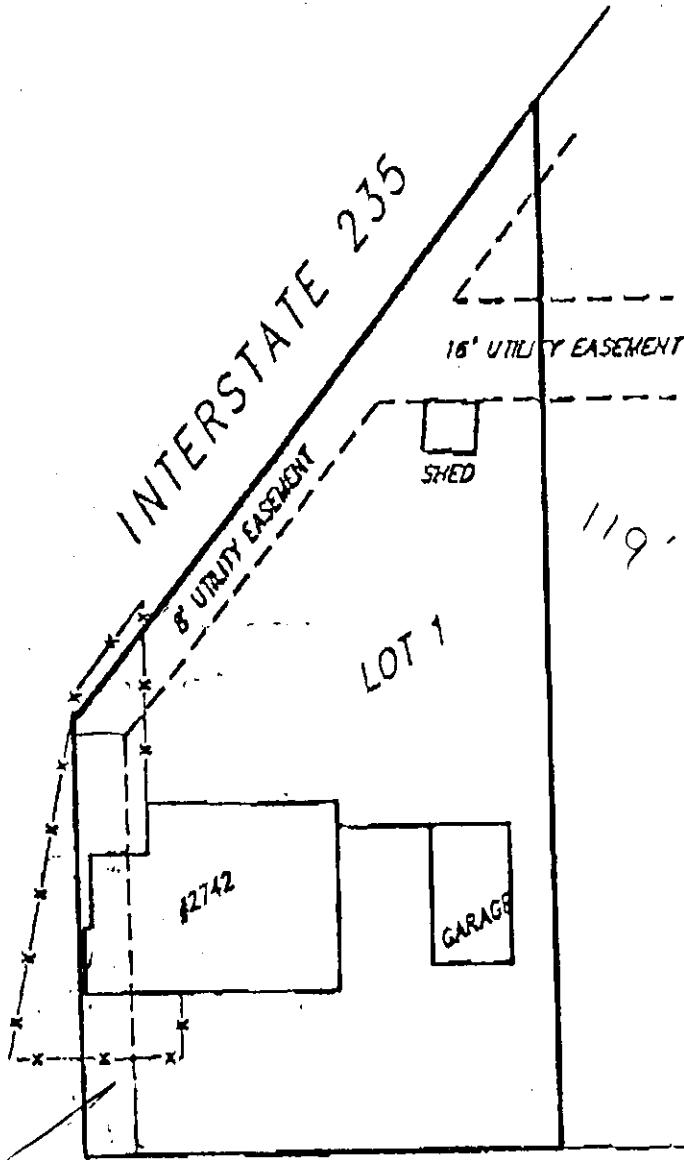 INTERSTATE 235
16' UTILITY EASEMENT
SHED
8' UTILITY EASEMENT
119'
LOT 1
#2742
GARAGE